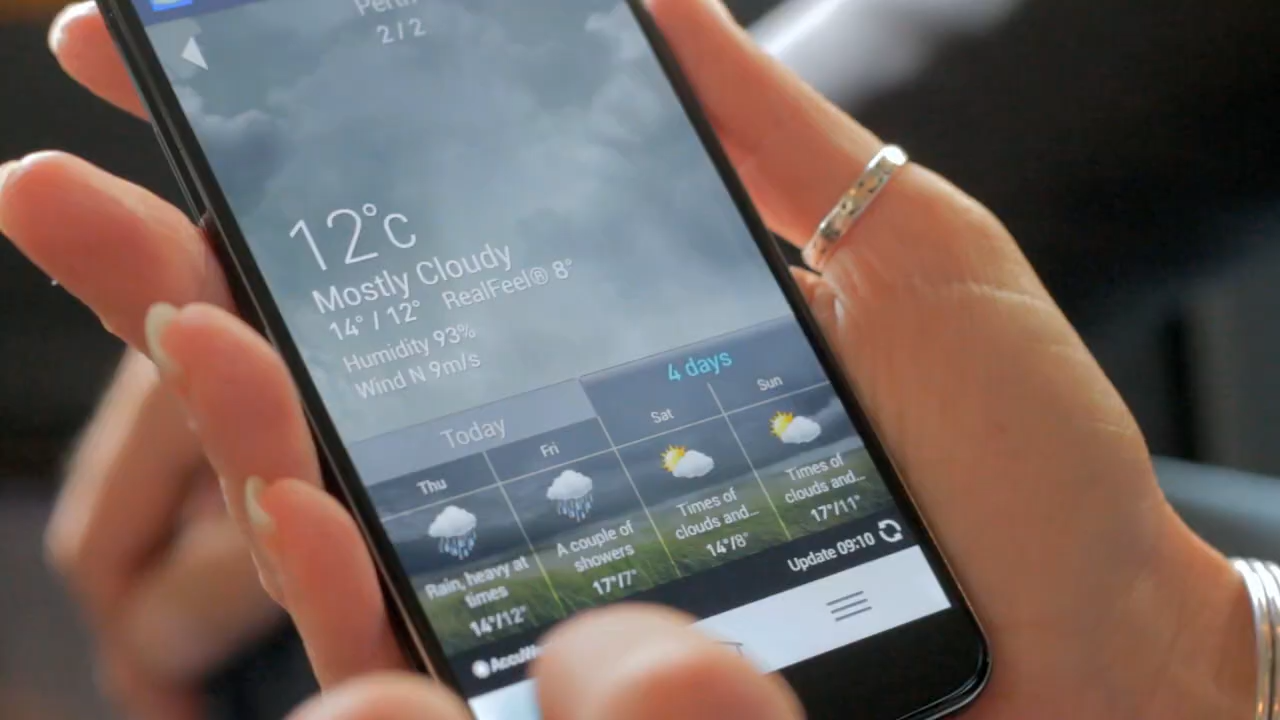 Perth
2/2
12°c
Mostly Cloudy
14° / 12° RealFeel® 8°
Humidity 93%
Wind N 9m/s
Today
4 days
Thu
Fri
Sat
Sun
Rain, heavy at
times
14°/12°
A couple of
showers
17°/7°
Times of
clouds and...
14°/8°
Times of
clouds and...
17°/11°
Update 09:10